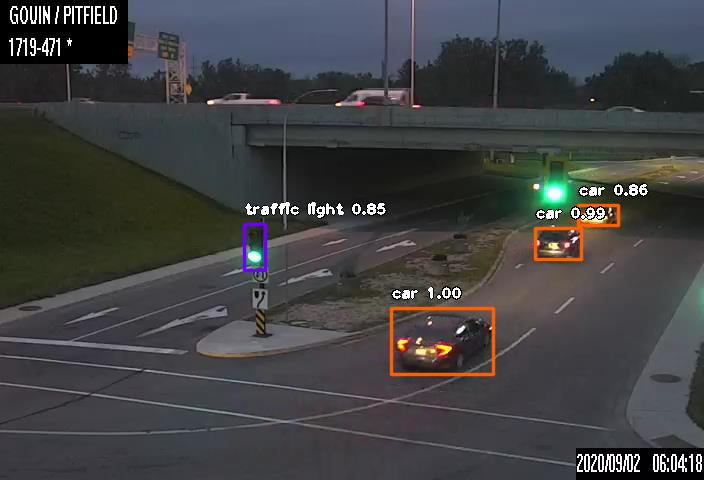 GOUIN / PITFIELD
1719-471 *
car 0.86
traffic light 0.85
car 0.99
car 1.00
2020/09/02 06:04:18